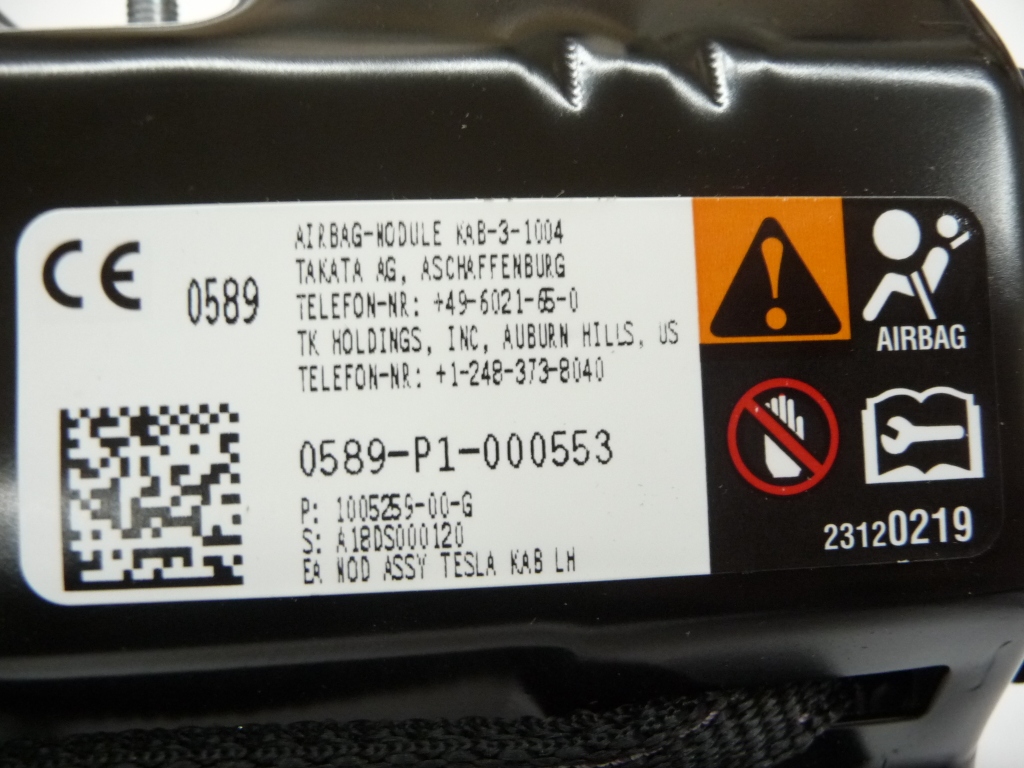 CE
0589
AIRBAG-MODULE KAB-3-1004
TAKATA AG, ASCHAFFENBURG
TELEFON-NR: +49-6021-65-0
TK HOLDINGS, INC, AUBURN HILLS, US
TELEFON-NR: +1-248-373-8040
0589-P1-000553
P: 1005259-00-G
S: A18DS000120
EA MOD ASSY TESLA KAB LH
AIRBAG
23120219